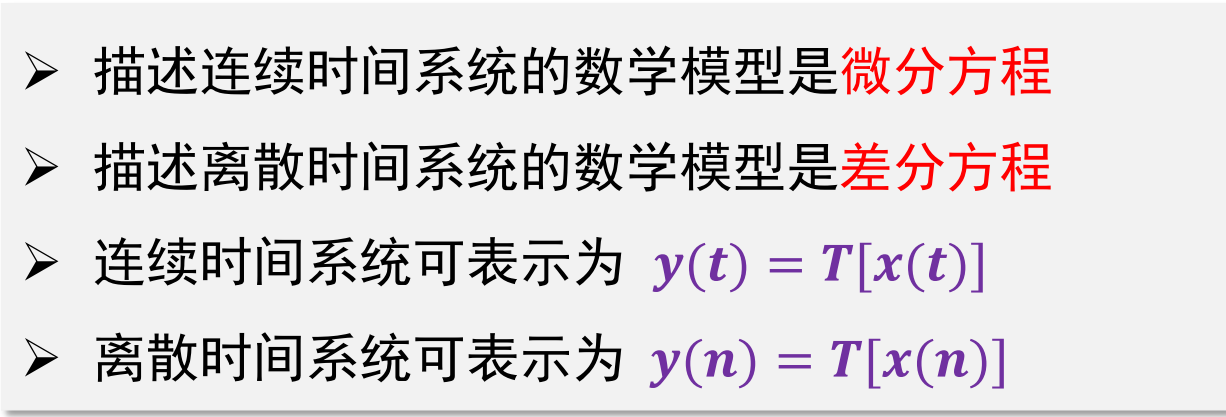 ➢ 描述连续时间系统的数学模型是微分方程
➢ 描述离散时间系统的数学模型是差分方程
➢ 连续时间系统可表示为 y(t) = T[x(t)]
➢ 离散时间系统可表示为 y(n) = T[x(n)]